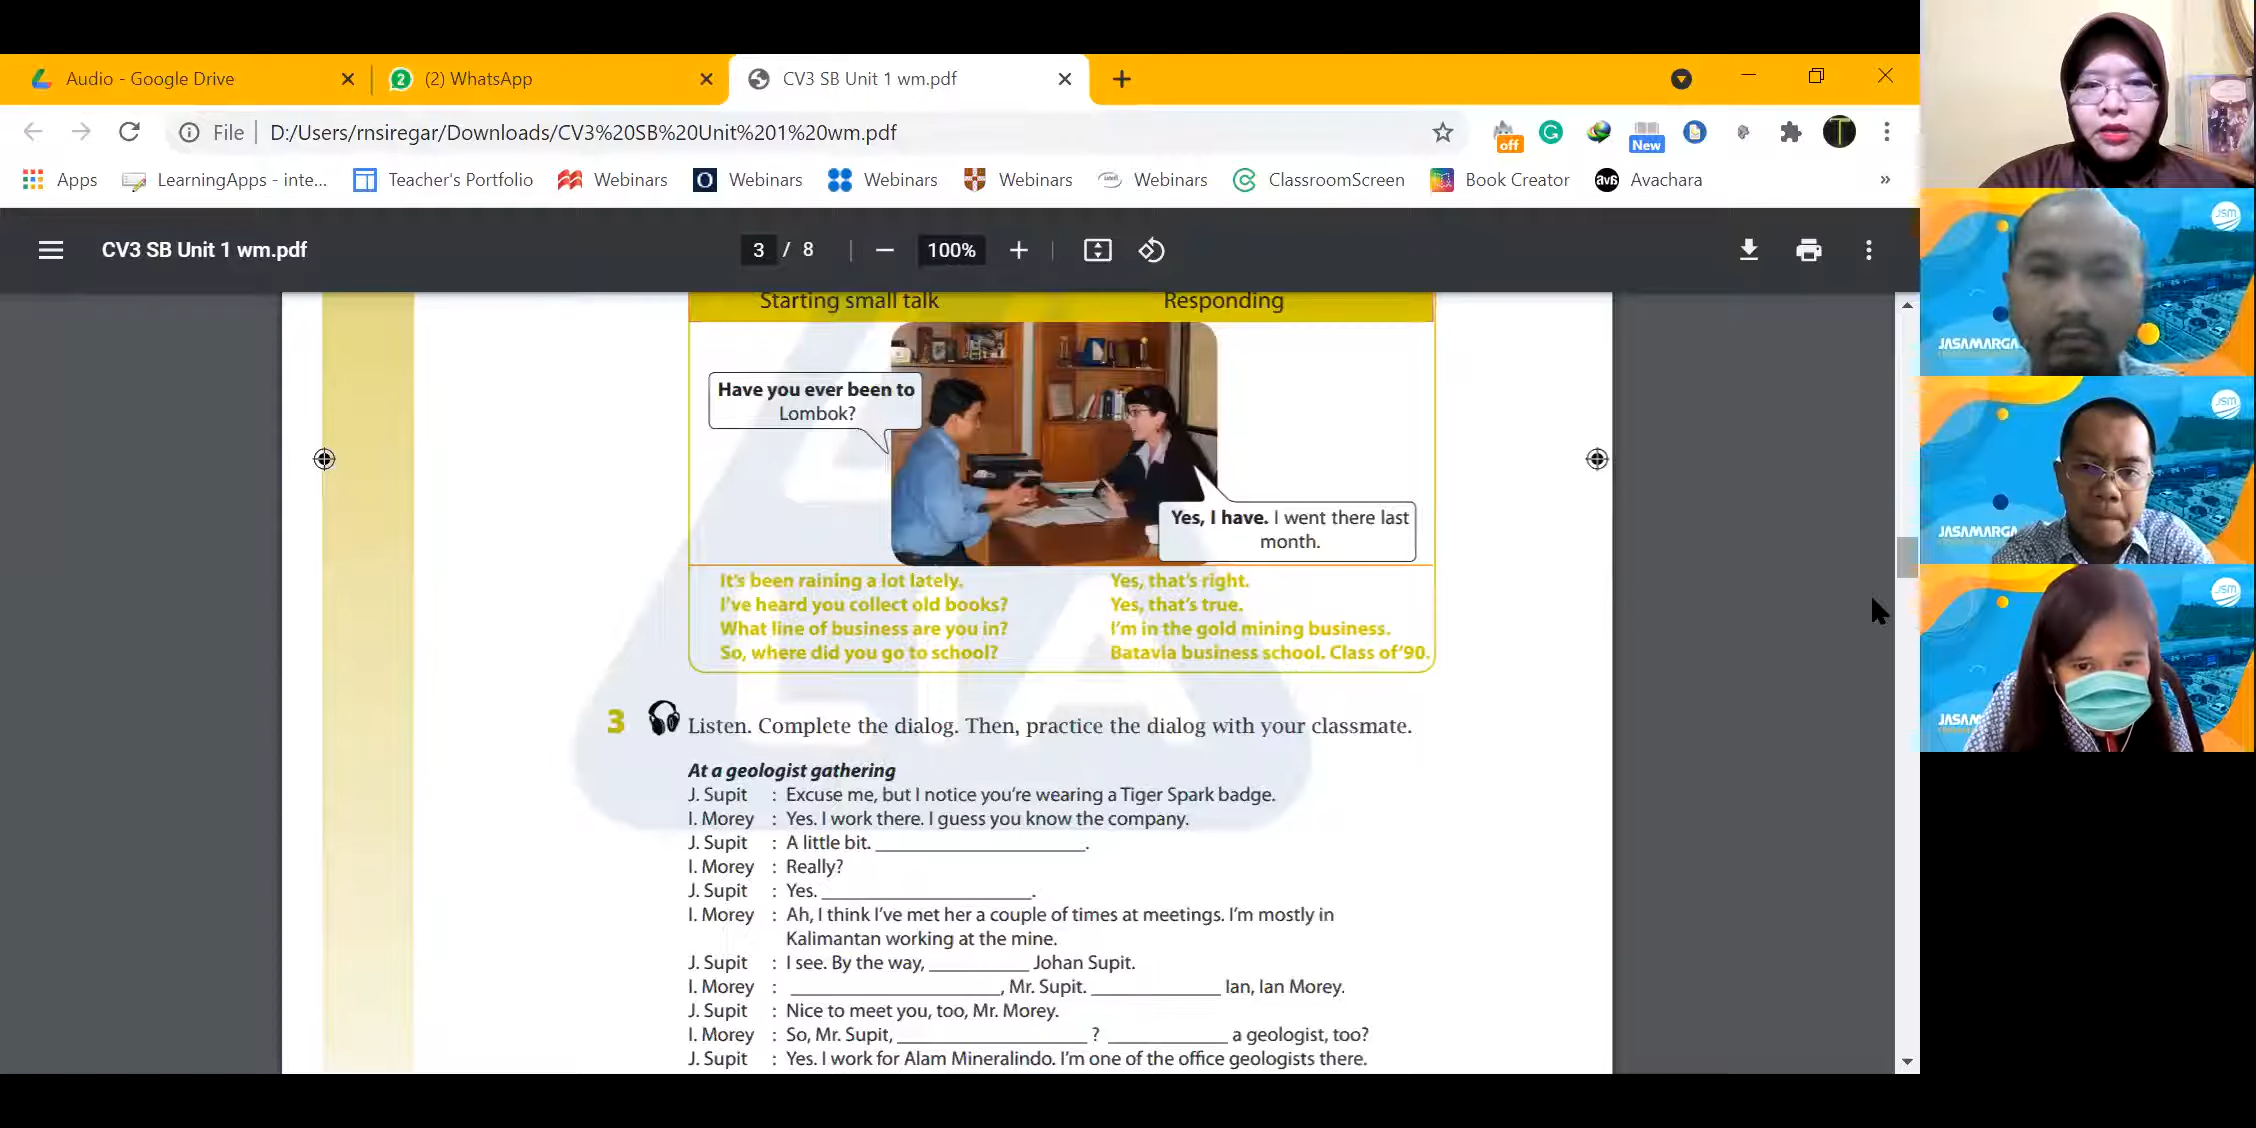 Audio - Google Drive
(2) WhatsApp
CV3 SB Unit 1 wm.pdf
File
D:/Users/rnsiregar/Downloads/CV3%20SB%20Unit%201%20wm.pdf
off
New
T
Apps
LearningApps - inte...
Teacher's Portfolio
Webinars
Webinars
Webinars
Webinars
Webinars
ClassroomScreen
Book Creator
Avachara
»
CV3 SB Unit 1 wm.pdf
3 / 8
100%
Starting small talk
Responding
Have you ever been to
Lombok?
Yes, I have. I went there last
month.
It's been raining a lot lately.
Yes, that's right.
I've heard you collect old books?
Yes, that's true.
What line of business are you in?
I'm in the gold mining business.
So, where did you go to school?
Batavia business school. Class of'90.
LIA
3 Listen. Complete the dialog. Then, practice the dialog with your classmate.
At a geologist gathering
J. Supit : Excuse me, but I notice you're wearing a Tiger Spark badge.
I. Morey : Yes. I work there. I guess you know the company.
J. Supit : A little bit. ____________________.
I. Morey : Really?
J. Supit : Yes. ____________________.
I. Morey : Ah, I think I've met her a couple of times at meetings. I'm mostly in
Kalimantan working at the mine.
J. Supit : I see. By the way, __________ Johan Supit.
I. Morey : ____________________, Mr. Supit. ____________ Ian, Ian Morey.
J. Supit : Nice to meet you, too, Mr. Morey.
I. Morey : So, Mr. Supit, __________________ ? ____________ a geologist, too?
J. Supit : Yes. I work for Alam Mineralindo. I'm one of the office geologists there.
JSM
JASAMARGA
JSM
JASAMARGA
JSM
JASAM